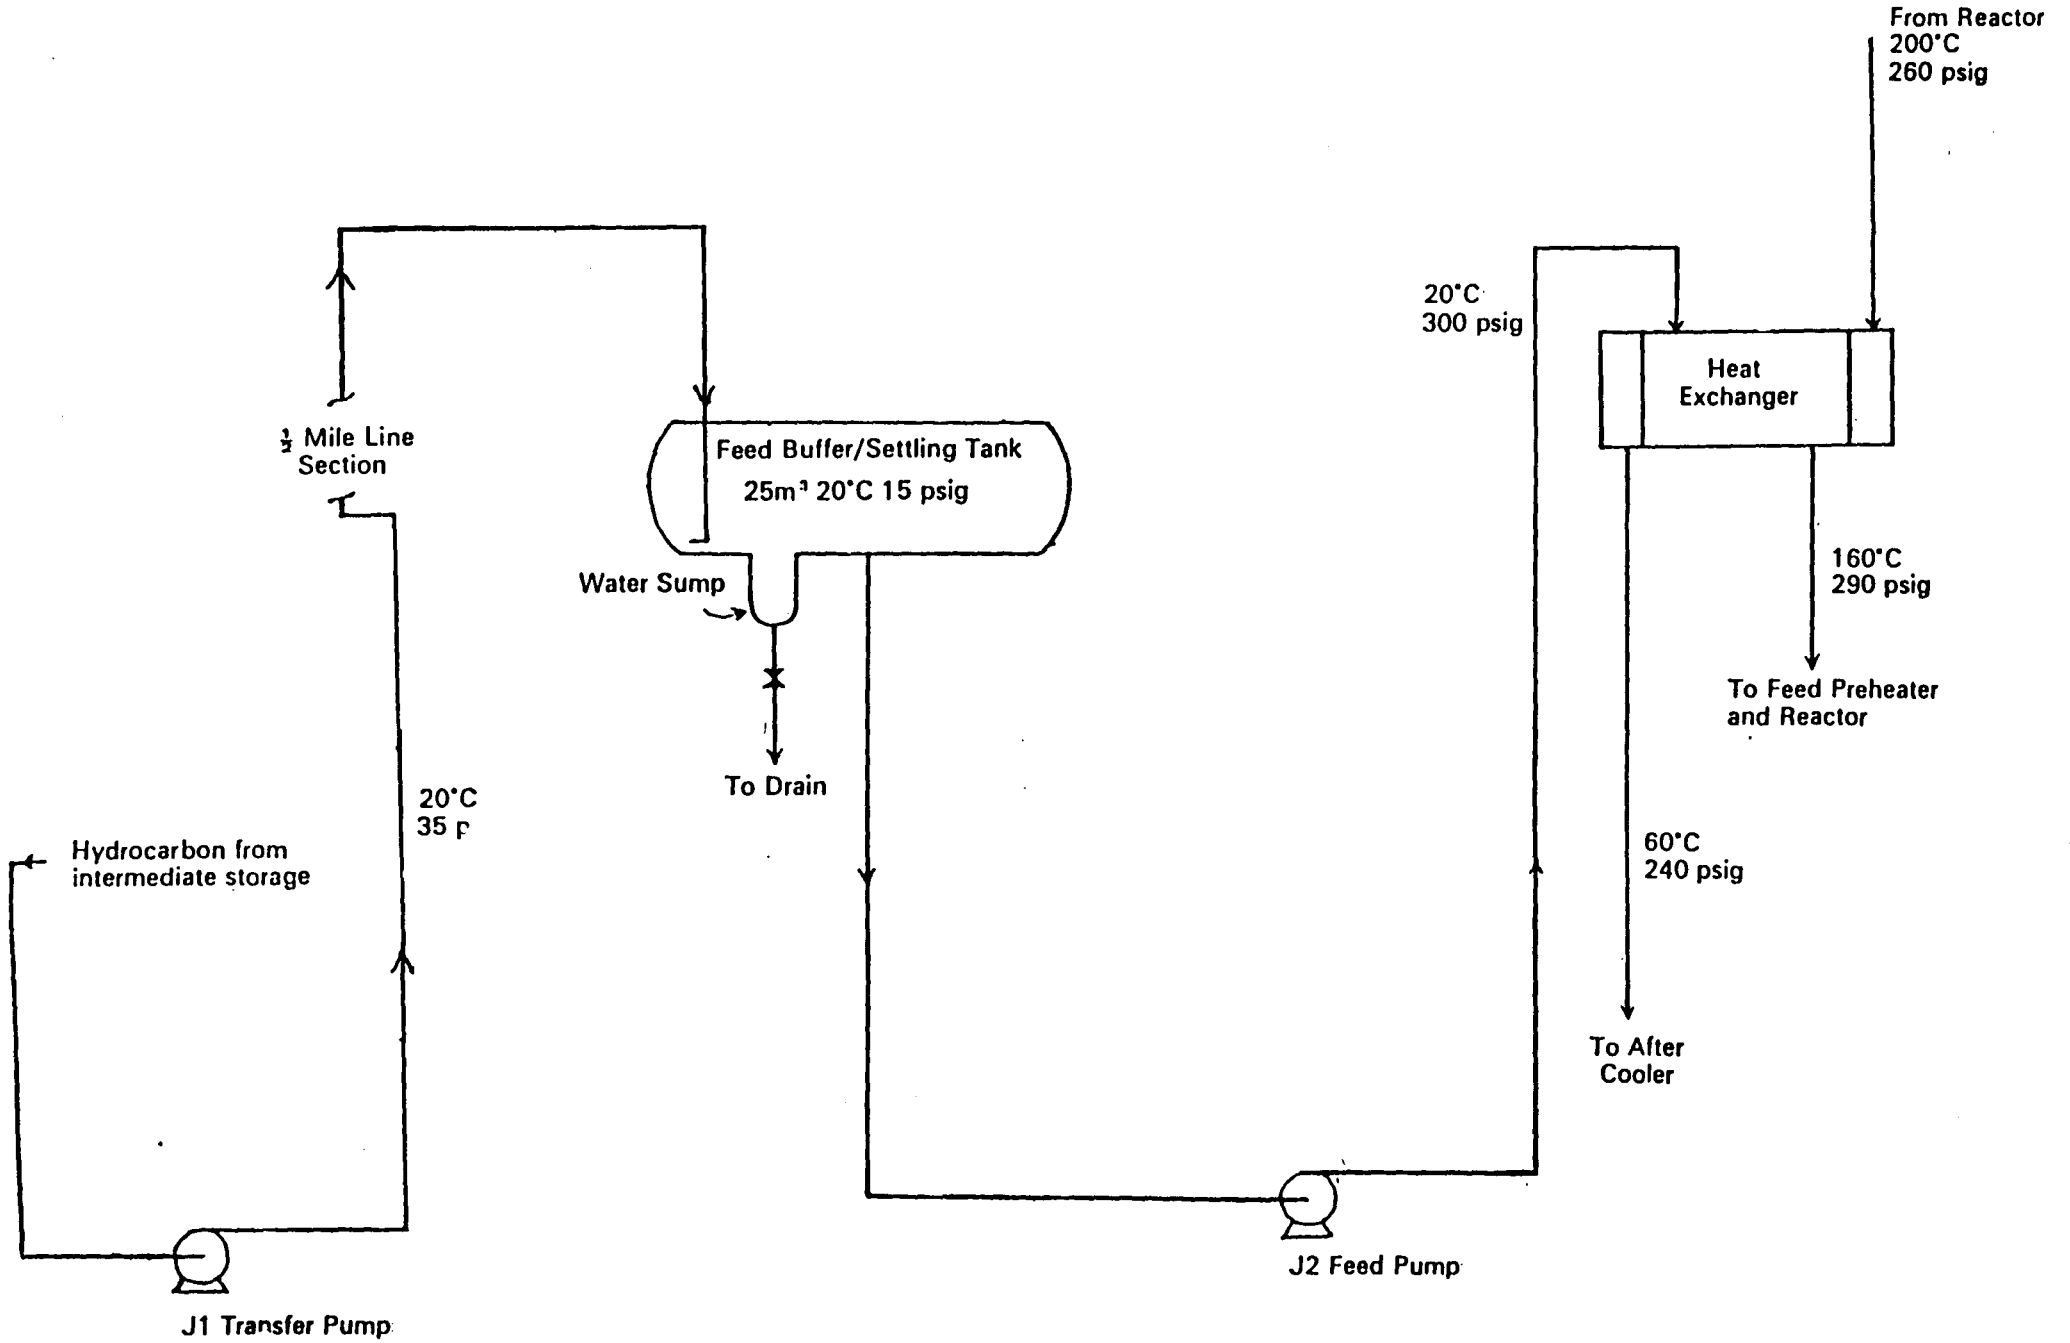 From Reactor
200°C
260 psig
20°C
300 psig
Heat
Exchanger
½ Mile Line
Section
Feed Buffer/Settling Tank
25m³ 20°C 15 psig
Water Sump
160°C
290 psig
To Feed Preheater
and Reactor
To Drain
20°C
35 p
Hydrocarbon from
intermediate storage
60°C
240 psig
To After
Cooler
J2 Feed Pump
J1 Transfer Pump